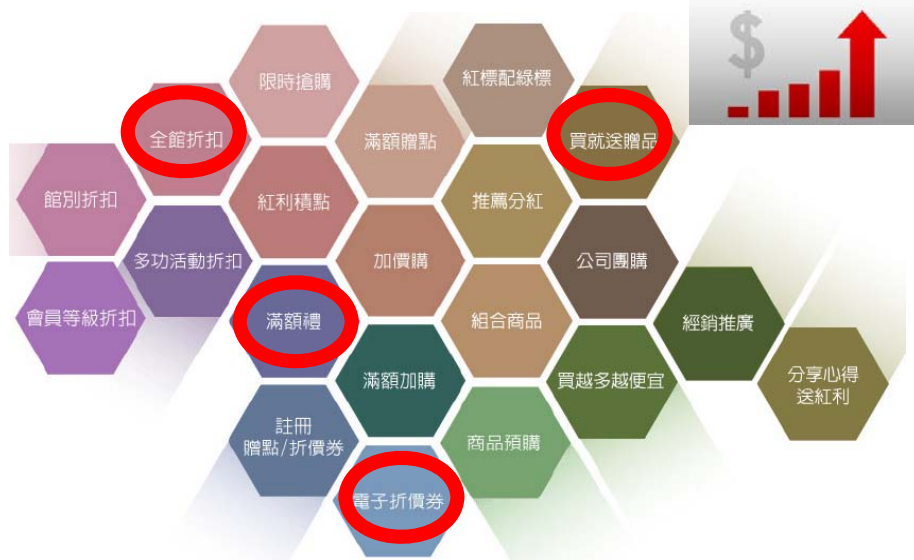 $
限時搶購
紅標配綠標
全館折扣
滿額贈點
買就送贈品
館別折扣
紅利積點
推薦分紅
多功活動折扣
加價購
公司團購
會員等級折扣
滿額禮
組合商品
經銷推廣
滿額加購
買越多越便宜
分享心得
送紅利
註冊
贈點/折價券
商品預購
電子折價券